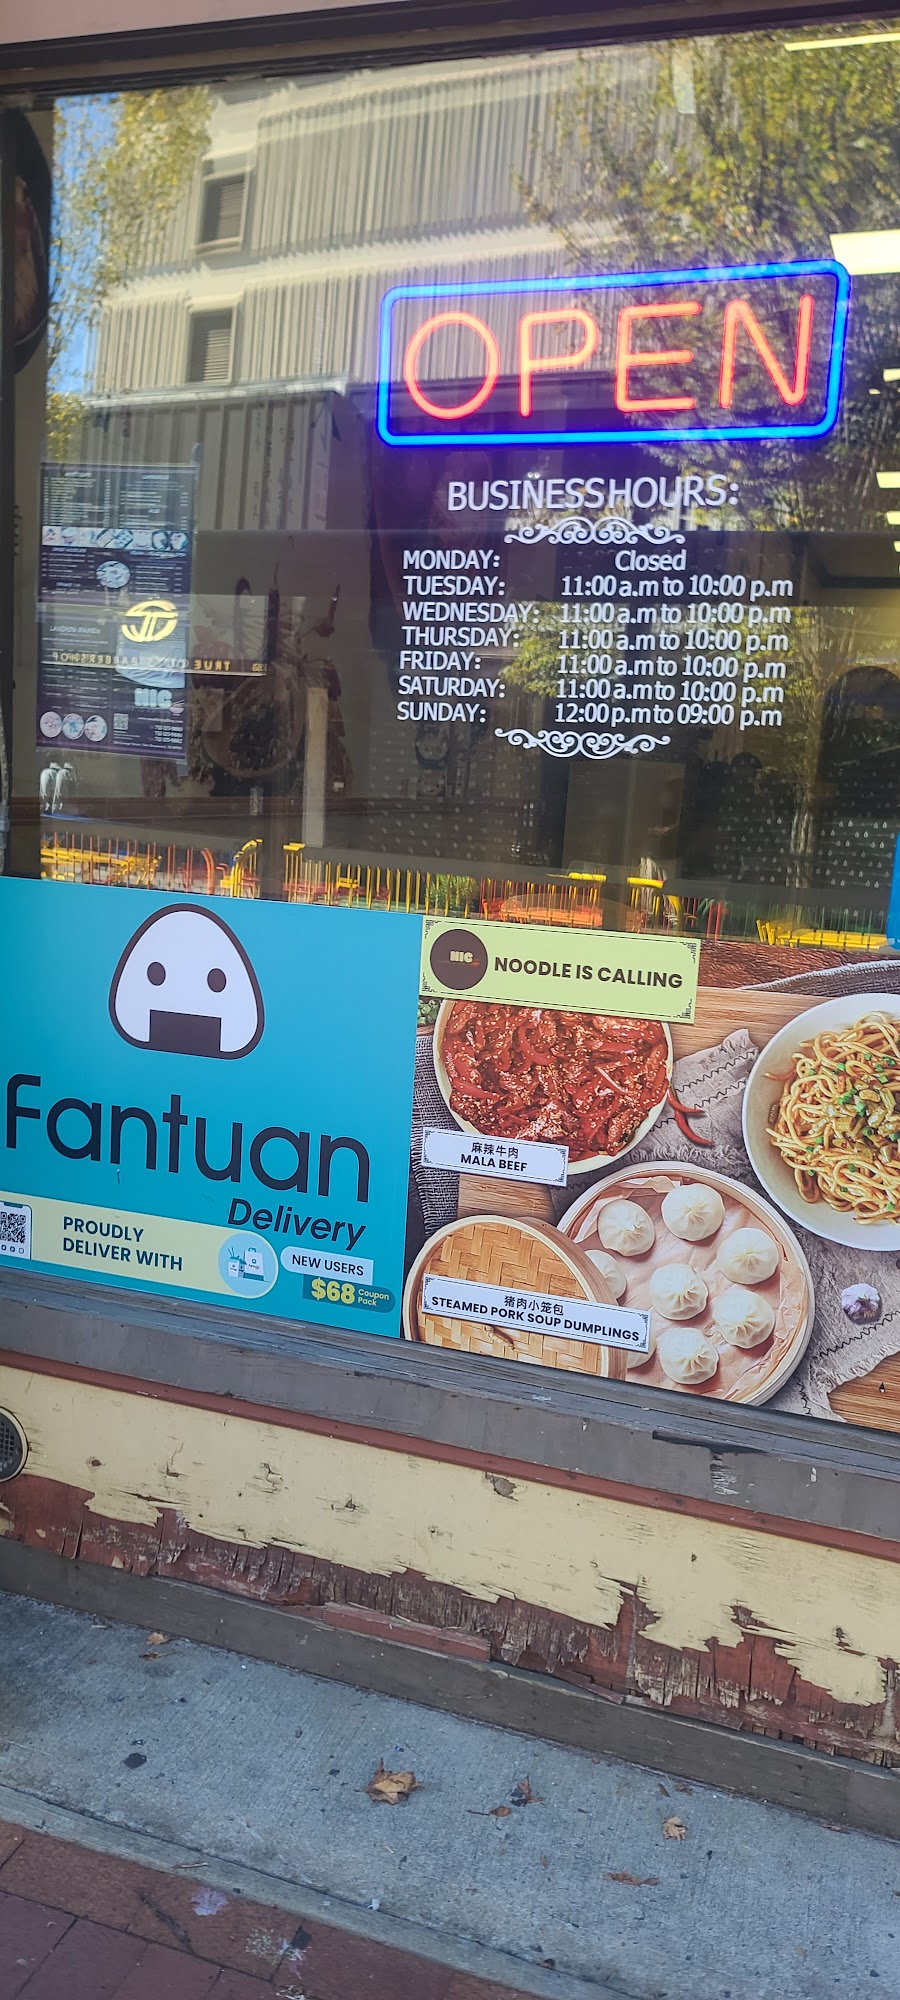 OPEN
BUSINESS HOURS:
MONDAY: Closed
TUESDAY: 11:00 a.m to 10:00 p.m
WEDNESDAY: 11:00 a.m to 10:00 p.m
THURSDAY: 11:00 a.m to 10:00 p.m
FRIDAY: 11:00 a.m to 10:00 p.m
SATURDAY: 11:00 a.m to 10:00 p.m
SUNDAY: 12:00 p.m to 09:00 p.m
NIC
NIC
NOODLE IS CALLING
Fantuan
Delivery
PROUDLY
DELIVER WITH
NEW USERS
$68 Coupon
Pack
麻辣牛肉
MALA BEEF
猪肉小笼包
STEAMED PORK SOUP DUMPLINGS